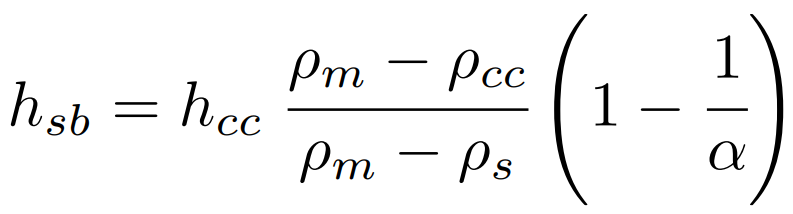 h_{sb} = h_{cc} \frac{\rho_m - \rho_{cc}}{\rho_m - \rho_s} \left(1 - \frac{1}{\alpha}\right)